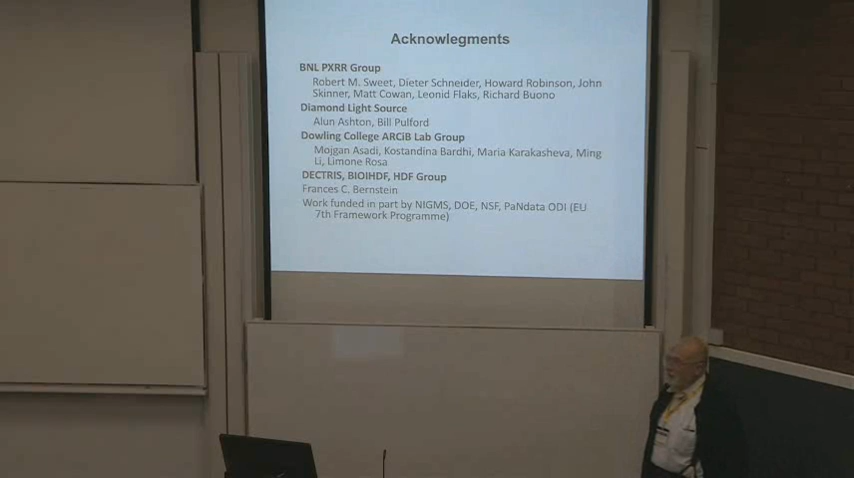 Acknowlegments
BNL PXRR Group
Robert M. Sweet, Dieter Schneider, Howard Robinson, John
Skinner, Matt Cowan, Leonid Flaks, Richard Buono
Diamond Light Source
Alun Ashton, Bill Pulford
Dowling College ARCiB Lab Group
Mojgan Asadi, Kostandina Bardhi, Maria Karakasheva, Ming
Li, Limone Rosa
DECTRIS, BIOIHDF, HDF Group
Frances C. Bernstein
Work funded in part by NIGMS, DOE, NSF, PaNdata ODI (EU
7th Framework Programme)